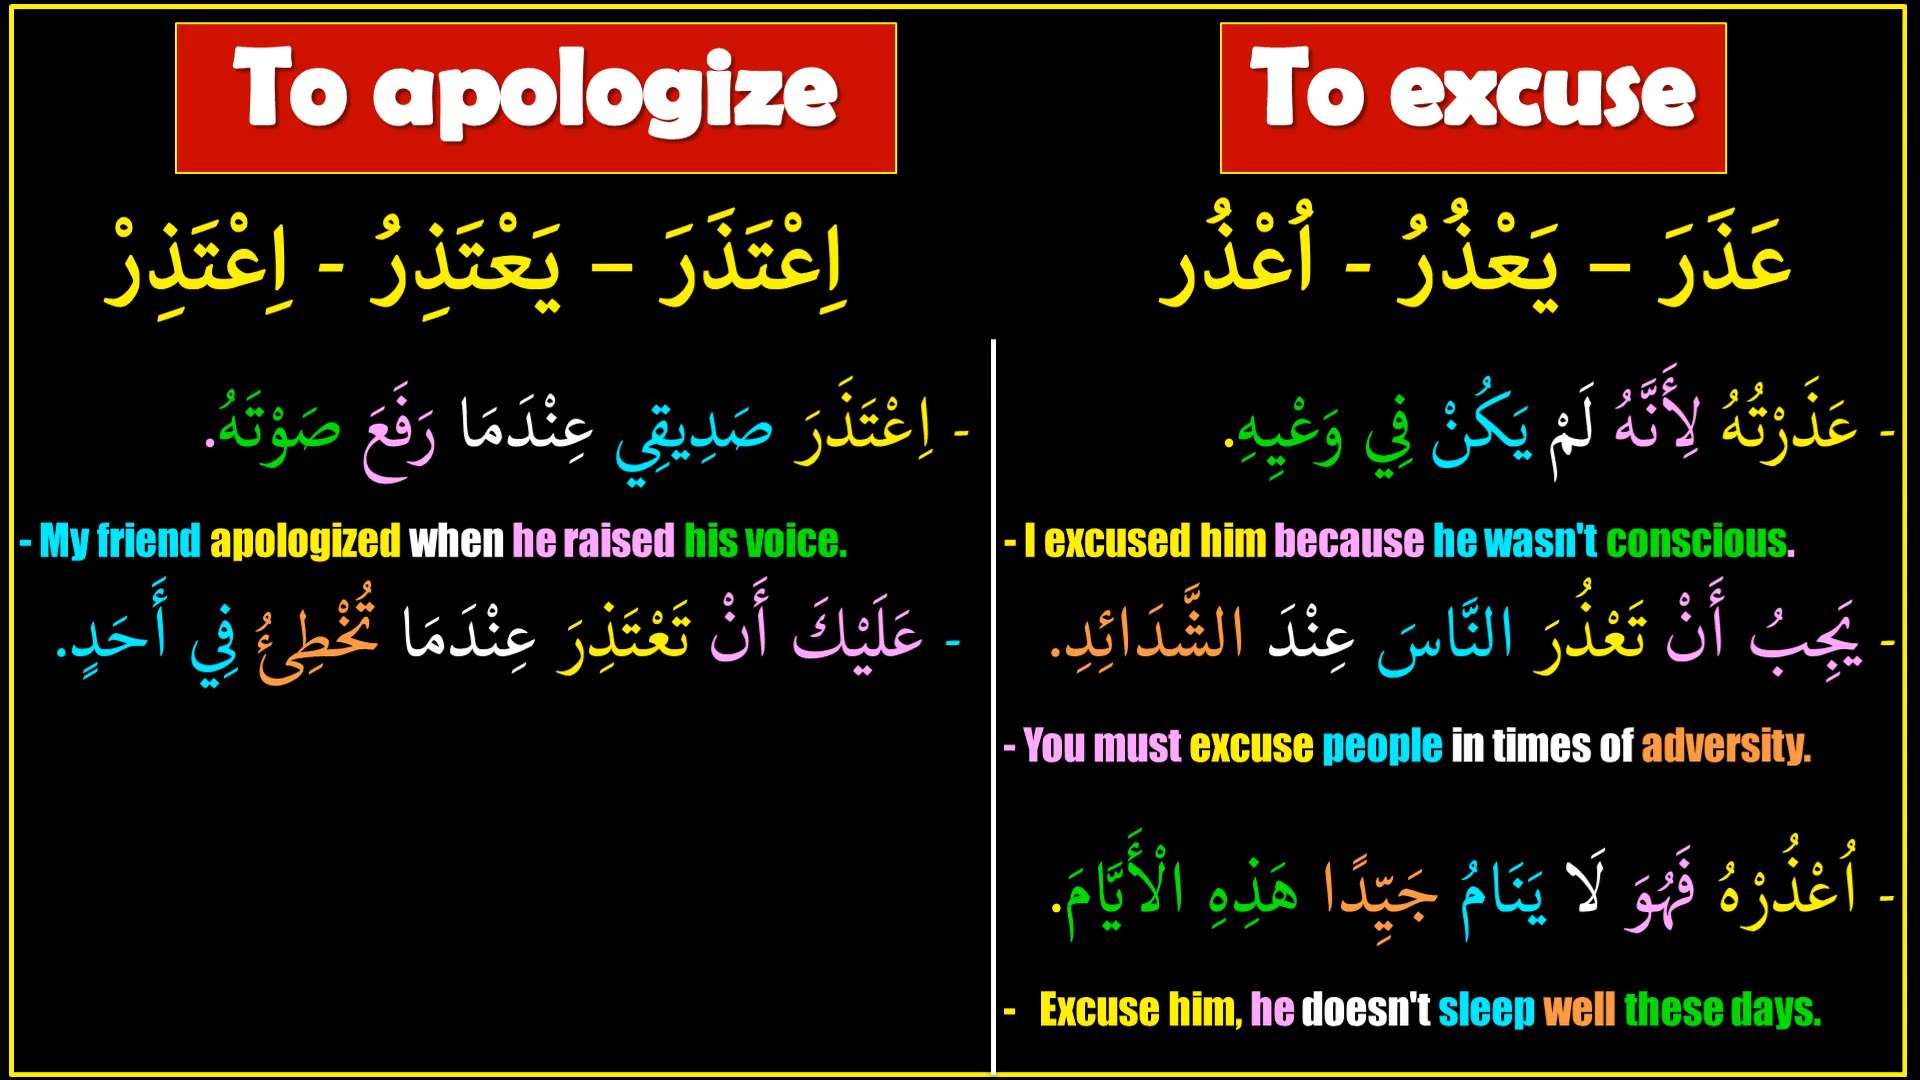 To apologize
اِعْتَذَرَ – يَعْتَذِرُ - اِعْتَذِرْ
- اِعْتَذَرَ صَدِيقِي عِنْدَمَا رَفَعَ صَوْتَهُ.
- My friend apologized when he raised his voice.
- عَلَيْكَ أَنْ تَعْتَذِرَ عِنْدَمَا تُخْطِئُ فِي أَحَدٍ.
To excuse
عَذَرَ – يَعْذُرُ - اُعْذُر
- عَذَرْتُهُ لِأَنَّهُ لَمْ يَكُنْ فِي وَعْيِهِ.
- I excused him because he wasn't conscious.
- يَجِبُ أَنْ تَعْذُرَ النَّاسَ عِنْدَ الشَّدَائِدِ.
- You must excuse people in times of adversity.
- اُعْذُرْهُ فَهُوَ لَا يَنَامُ جَيِّدًا هَذِهِ الْأَيَّامَ.
- Excuse him, he doesn't sleep well these days.